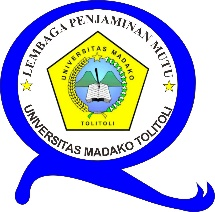 LEMBAGA PENJAMINAN MUTU
UNIVERSITAS MADAKO
TOLITOLI
UNIVERSITAS MADAKO TOLITOLI